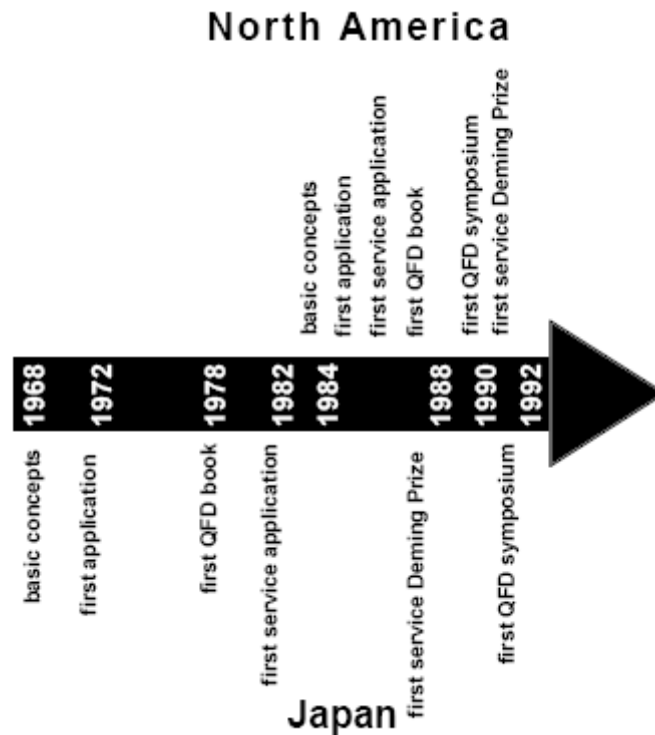 North America
basic concepts
first application
first service application
first QFD book
first QFD symposium
first service Deming Prize
1968
1972
1978
1982
1984
1988
1990
1992
basic concepts
first application
first QFD book
first service application
first service Deming Prize
first QFD symposium
Japan